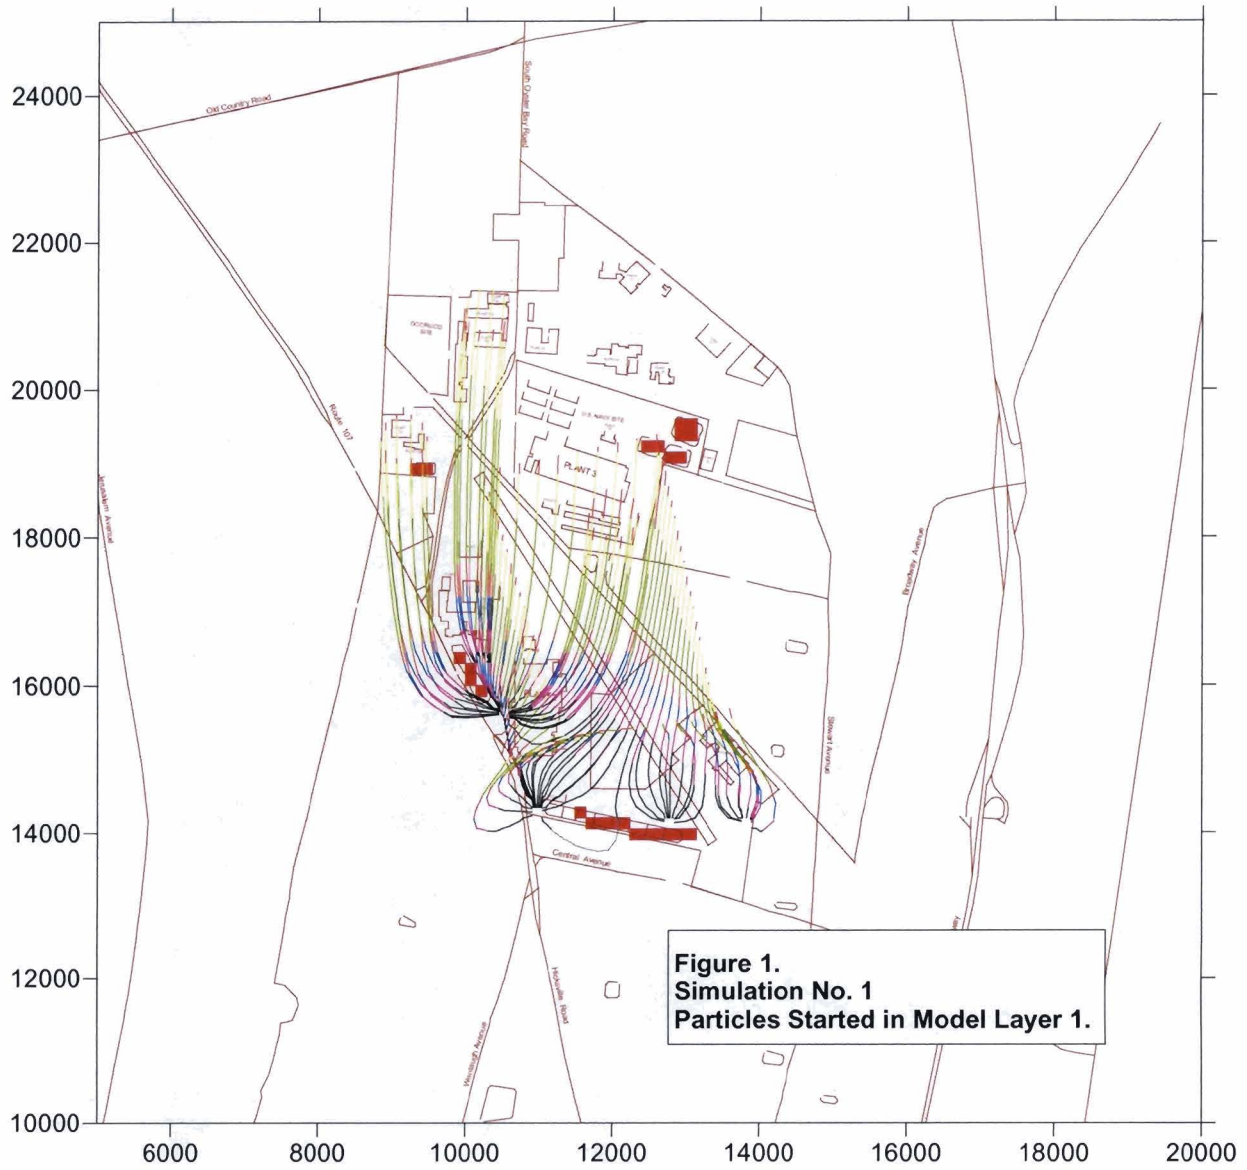 24000
22000
20000
18000
16000
14000
12000
10000
6000
8000
10000
12000
14000
16000
18000
20000
Old Country Road
South Oyster Bay Road
Route 107
Jerusalem Avenue
PLANT 3
Broadway Avenue
Stewart Avenue
Central Avenue
Hicksville Road
Wantagh Avenue
Figure 1.
Simulation No. 1
Particles Started in Model Layer 1.